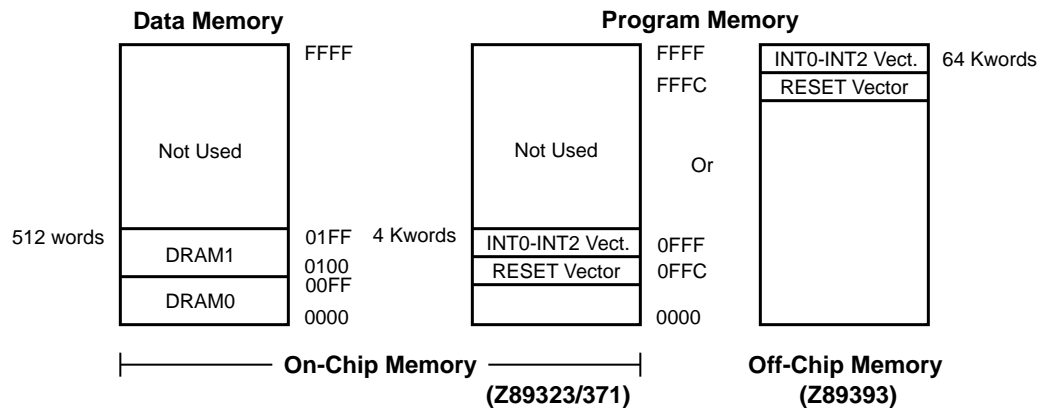 Data Memory
Program Memory
FFFF
Not Used
512 words
01FF
DRAM1
0100
00FF
DRAM0
0000
FFFF
FFFC
Not Used
4 Kwords
INT0-INT2 Vect.
0FFF
RESET Vector
0FFC
0000
Or
INT0-INT2 Vect.
64 Kwords
RESET Vector
On-Chip Memory
(Z89323/371)
Off-Chip Memory
(Z89393)